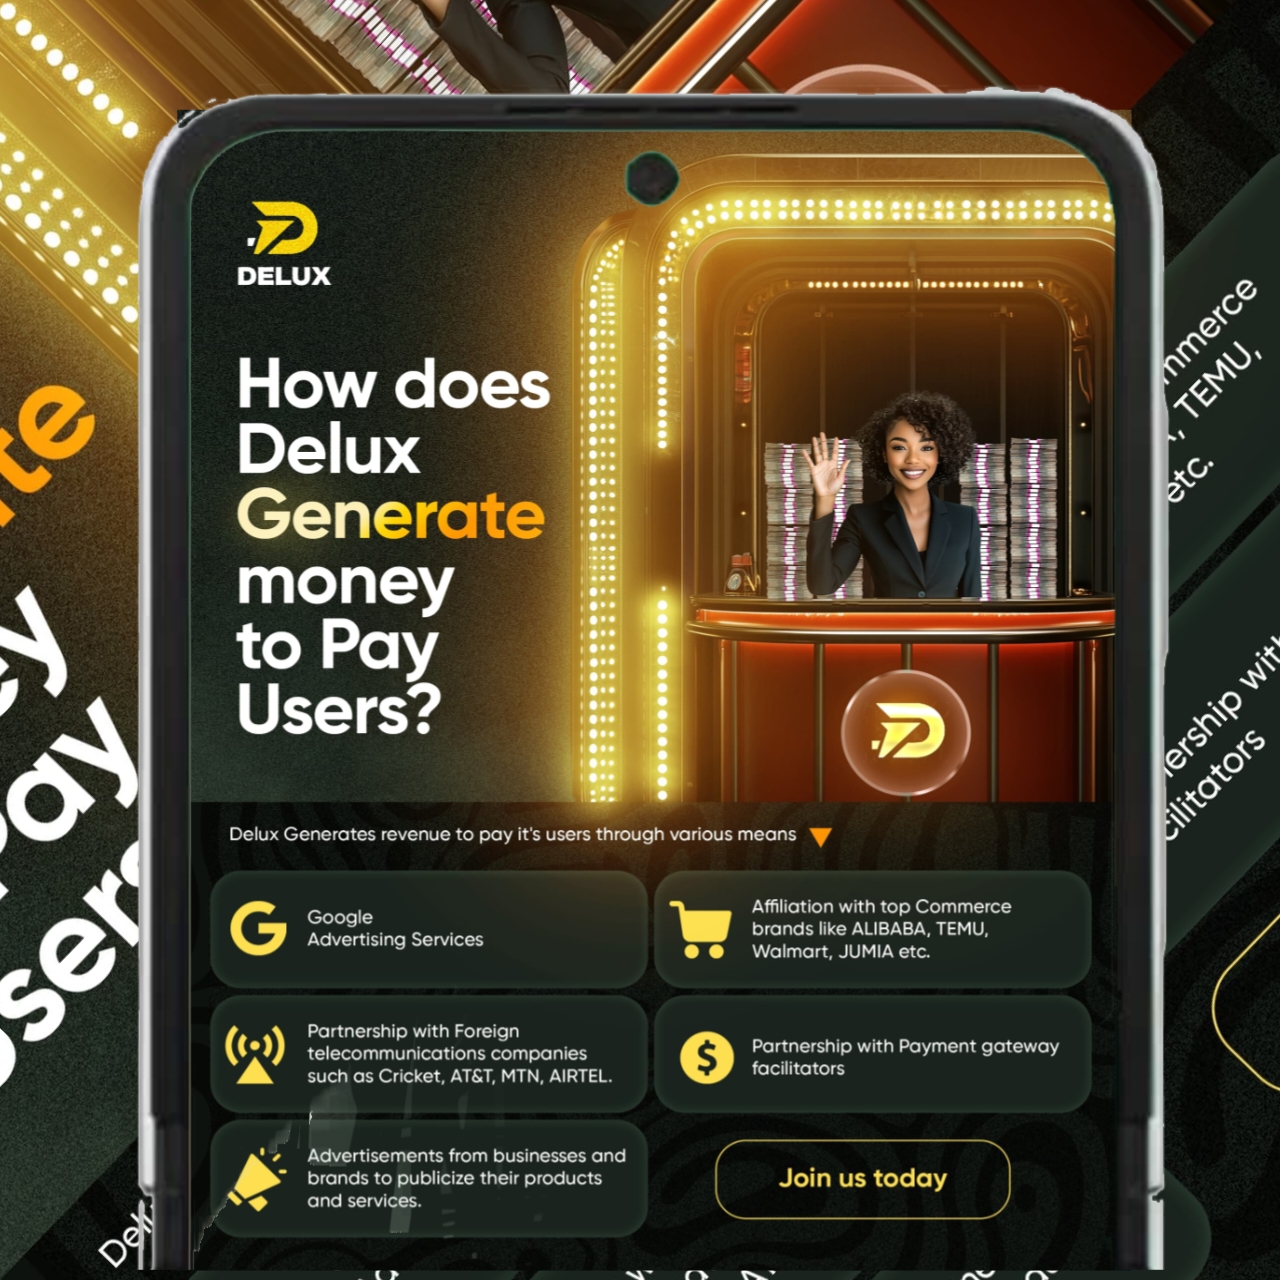 DELUX
How does
Delux
Generate
money
to Pay
Users?
Delux Generates revenue to pay it's users through various means
Google
Advertising Services
Affiliation with top Commerce
brands like ALIBABA, TEMU,
Walmart, JUMIA etc.
Partnership with Foreign
telecommunications companies
such as Cricket, AT&T, MTN, AIRTEL.
Partnership with Payment gateway
facilitators
Advertisements from businesses and
brands to publicize their products
and services.
Join us today
TEMU,
etc.
with